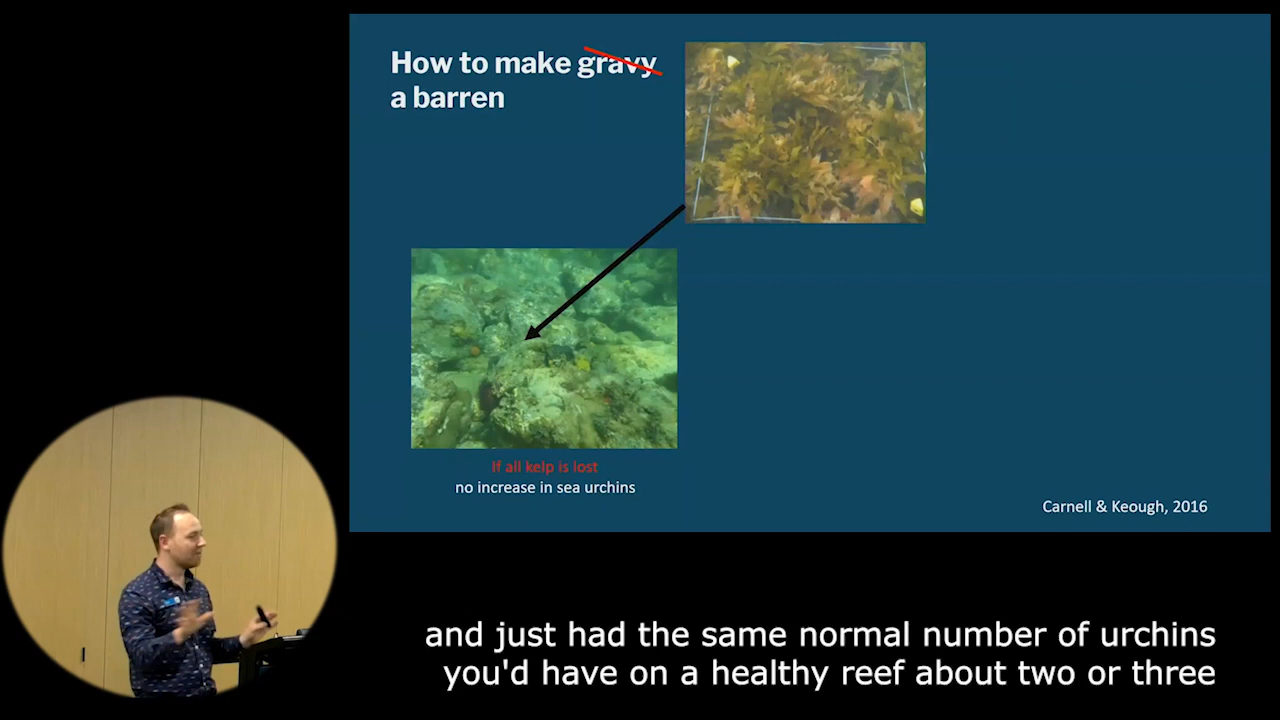 How to make gravy
a barren
If all kelp is lost
no increase in sea urchins
Carnell & Keough, 2016
and just had the same normal number of urchins
you'd have on a healthy reef about two or three